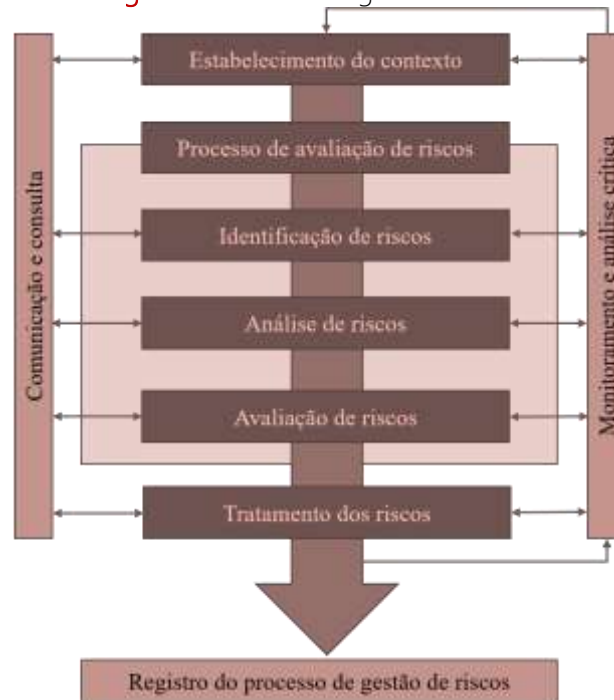 Estabelecimento do contexto
Processo de avaliação de riscos
Identificação de riscos
Análise de riscos
Avaliação de riscos
Tratamento dos riscos
Comunicação e consulta
Monitoramento e análise crítica
Registro do processo de gestão de riscos